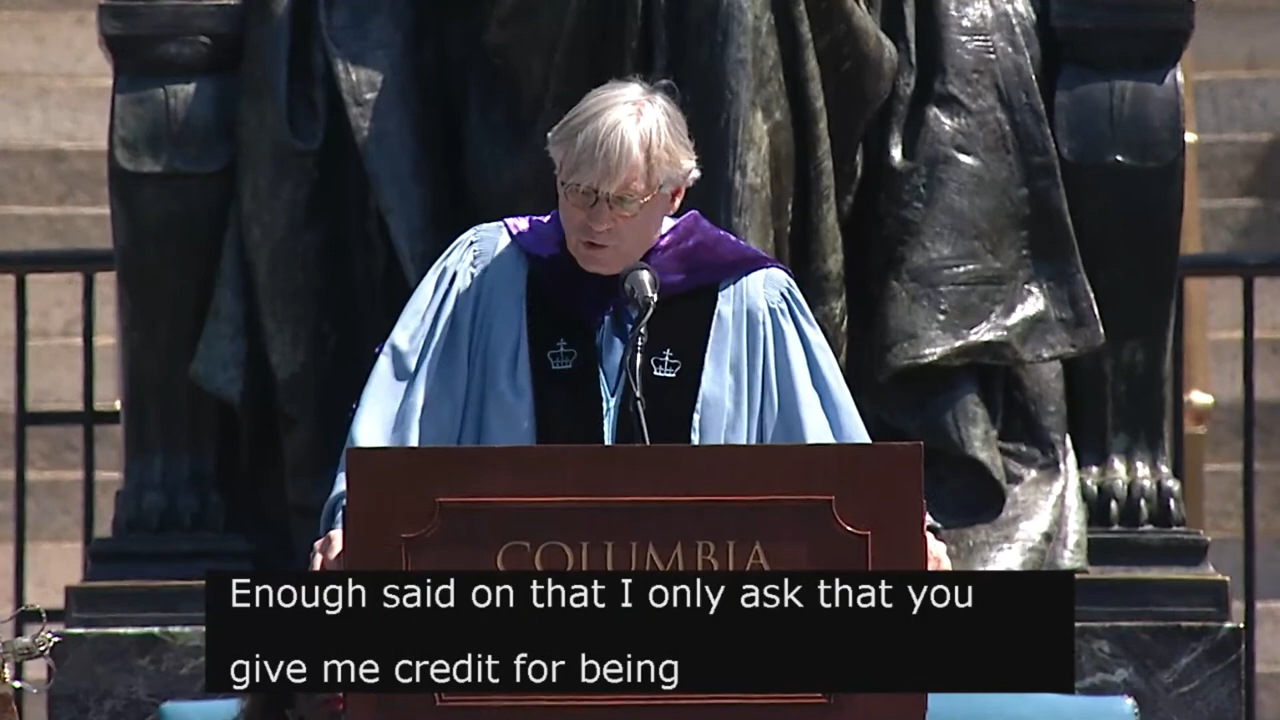 COLUMBIA
Enough said on that I only ask that you
give me credit for being